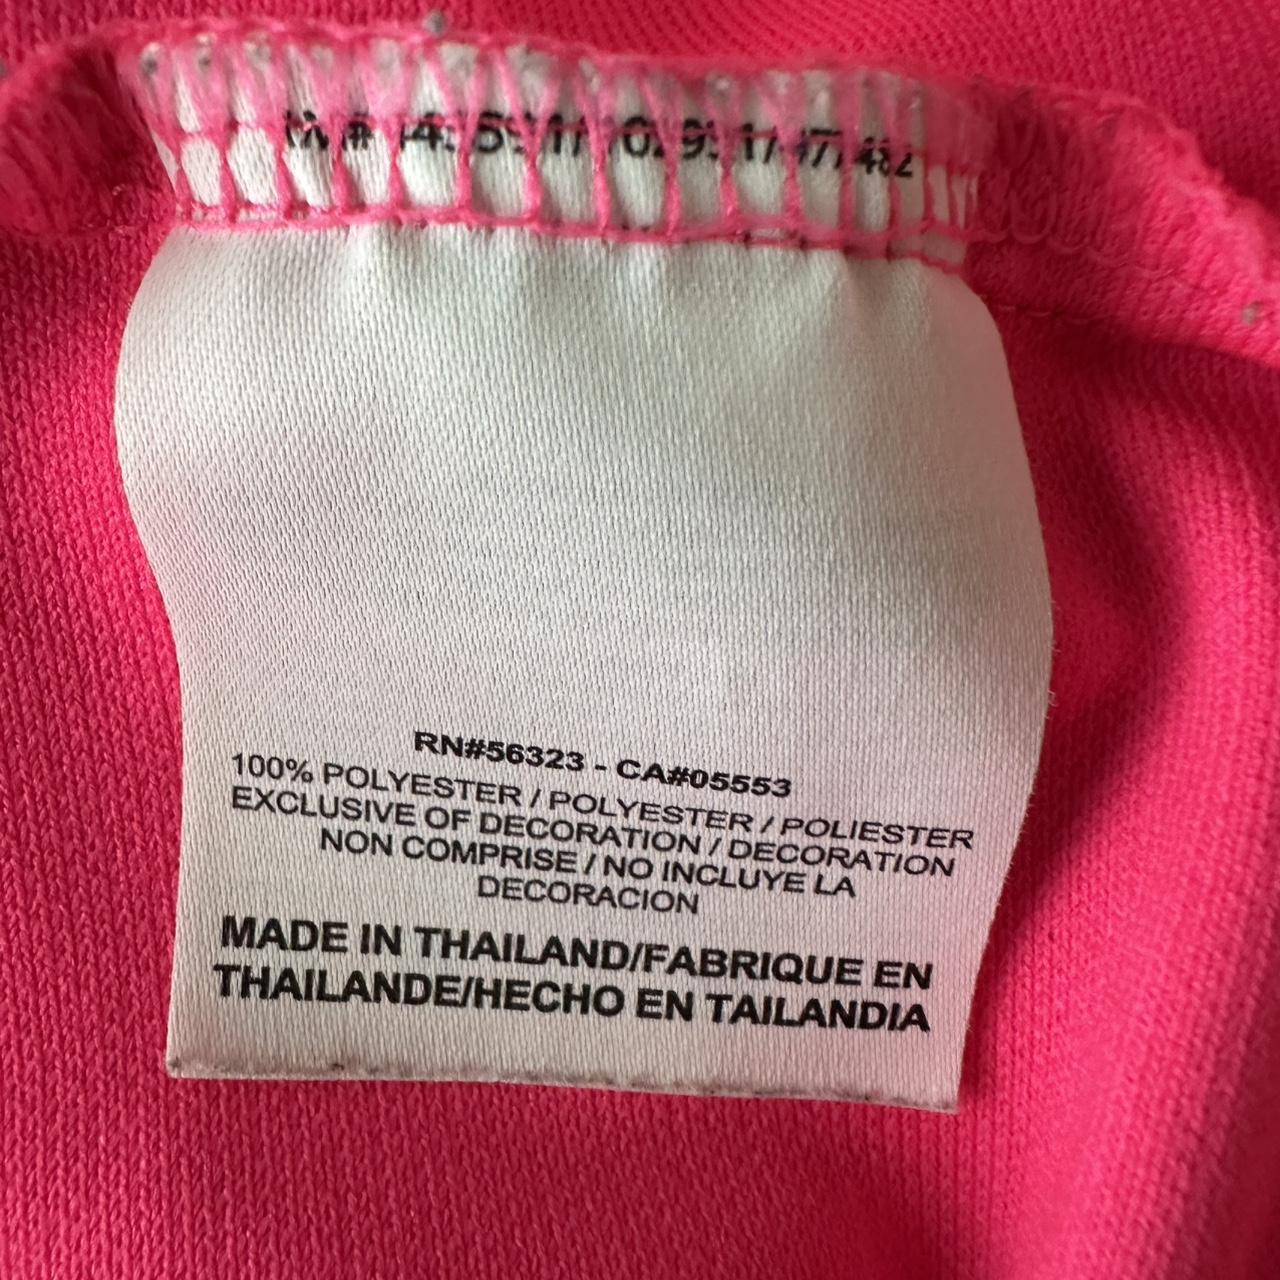 RN#56323 - CA#05553
100% POLYESTER / POLYESTER / POLIESTER
EXCLUSIVE OF DECORATION / DECORATION
NON COMPRISE / NO INCLUYE LA
DECORACION
MADE IN THAILAND/FABRIQUE EN
THAILANDE/HECHO EN TAILANDIA